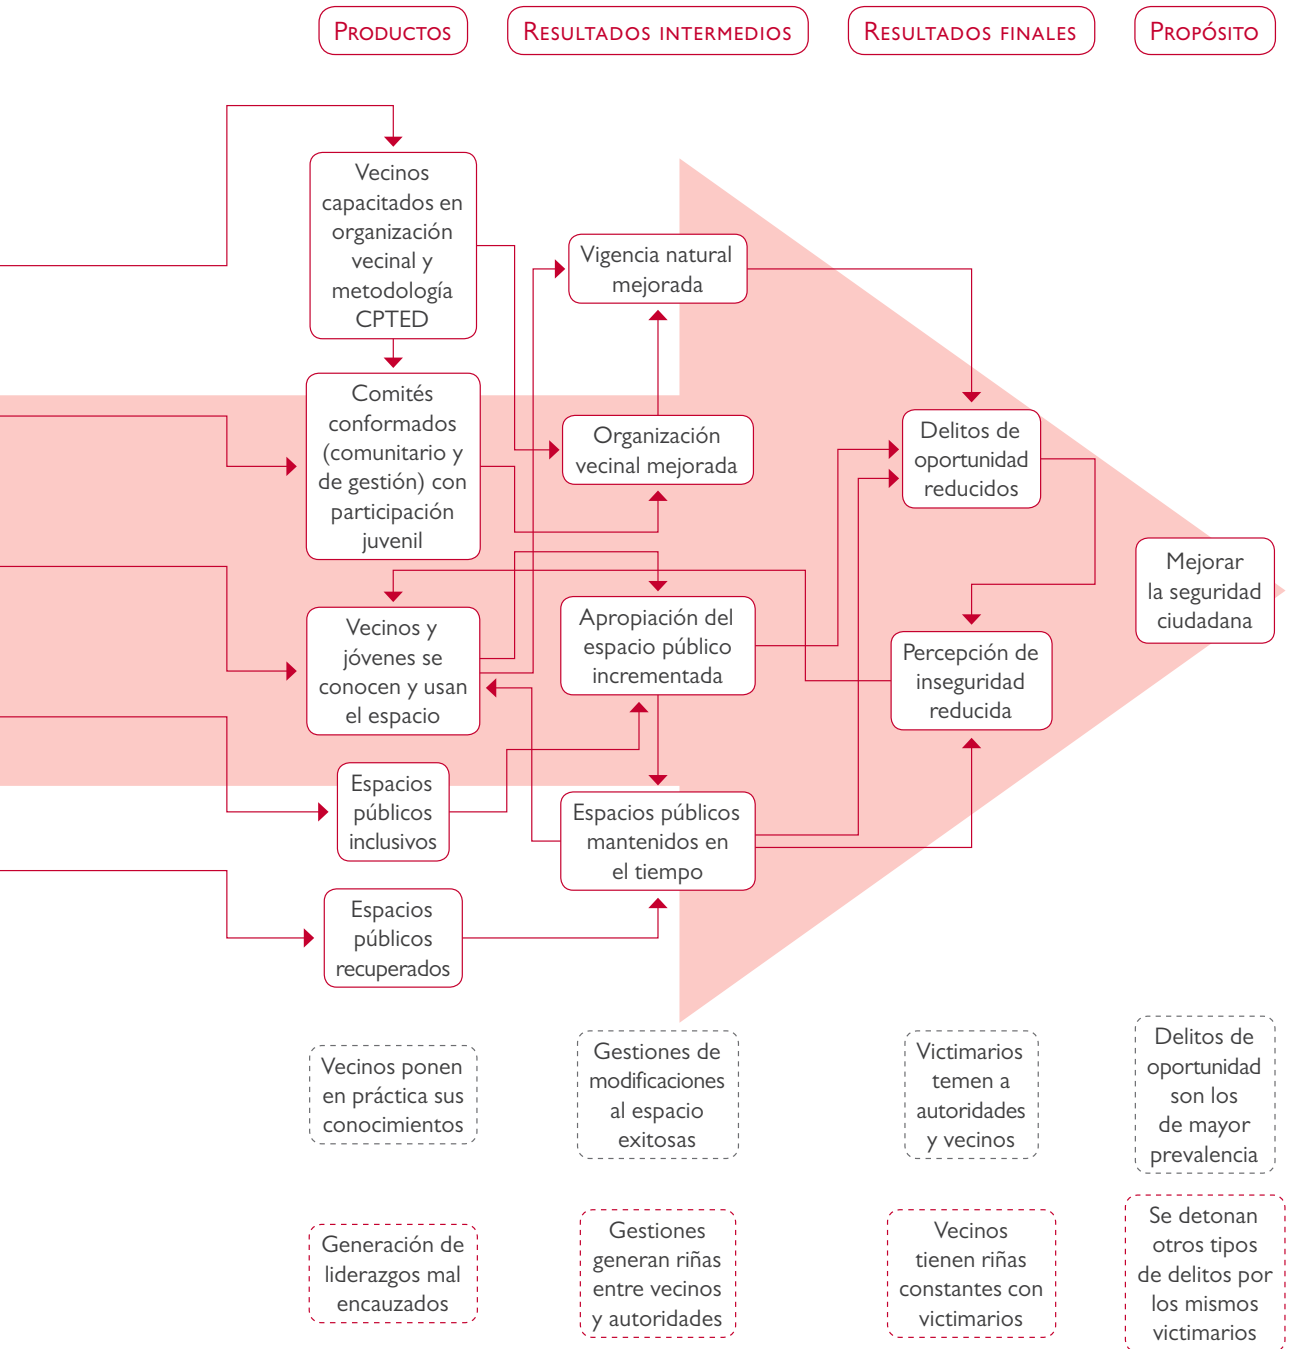 Productos
Resultados intermedios
Resultados finales
Propósito
Vecinos
capacitados en
organización
vecinal y
metodología
CPTED
Comités
conformados
(comunitario y
de gestión) con
participación
juvenil
Vecinos y
jóvenes se
conocen y usan
el espacio
Espacios
públicos
inclusivos
Espacios
públicos
recuperados
Vigencia natural
mejorada
Organización
vecinal mejorada
Apropiación del
espacio público
incrementada
Espacios públicos
mantenidos en
el tiempo
Delitos de
oportunidad
reducidos
Percepción de
inseguridad
reducida
Mejorar
la seguridad
ciudadana
Vecinos ponen
en práctica sus
conocimientos
Gestiones de
modificaciones
al espacio
exitosas
Victimarios
temen a
autoridades
y vecinos
Delitos de
oportunidad
son los
de mayor
prevalencia
Generación de
liderazgos mal
encauzados
Gestiones
generan riñas
entre vecinos
y autoridades
Vecinos
tienen riñas
constantes con
victimarios
Se detonan
otros tipos
de delitos por
los mismos
victimarios